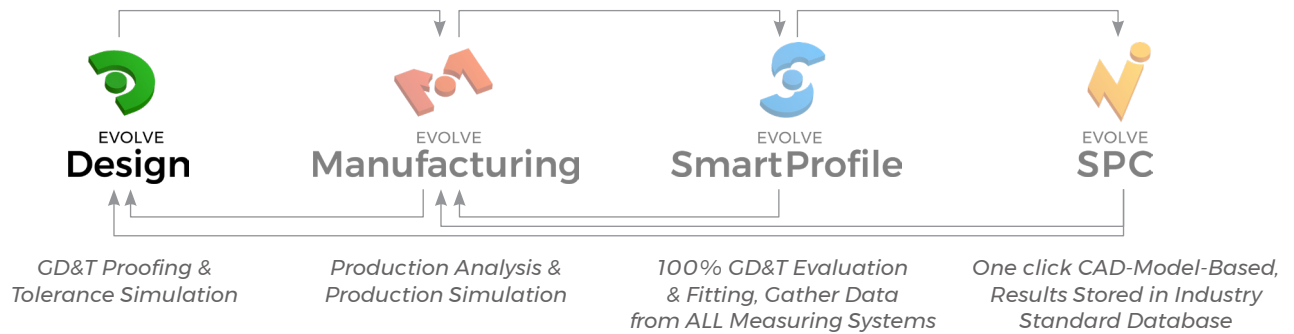 EVOLVE
Design
EVOLVE
Manufacturing
EVOLVE
SmartProfile
EVOLVE
SPC
GD&T Proofing &
Tolerance Simulation
Production Analysis &
Production Simulation
100% GD&T Evaluation
& Fitting, Gather Data
from ALL Measuring Systems
One click CAD-Model-Based,
Results Stored in Industry
Standard Database